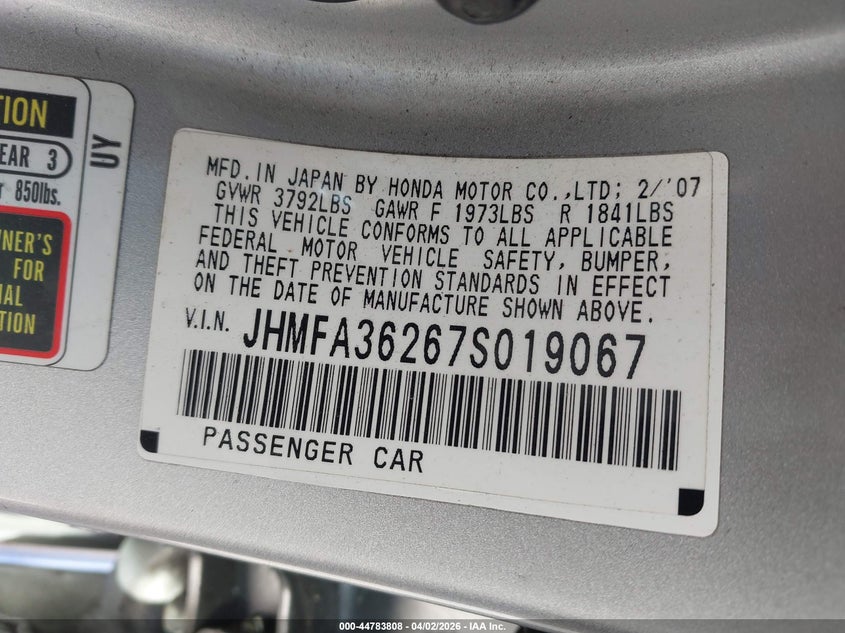 TION
EAR 3
850lbs.
UY
NER'S
FOR
TION
MFD. IN JAPAN BY HONDA MOTOR CO.,LTD; 2/'07
GVWR 3792LBS GAWR F 1973LBS R 1841LBS
THIS VEHICLE CONFORMS TO ALL APPLICABLE
FEDERAL MOTOR VEHICLE SAFETY, BUMPER,
AND THEFT PREVENTION STANDARDS IN EFFECT
ON THE DATE OF MANUFACTURE SHOWN ABOVE.
V.I.N. JHMFA36267S019067
PASSENGER CAR
000-44783808 - 04/02/2026 - IAA Inc.